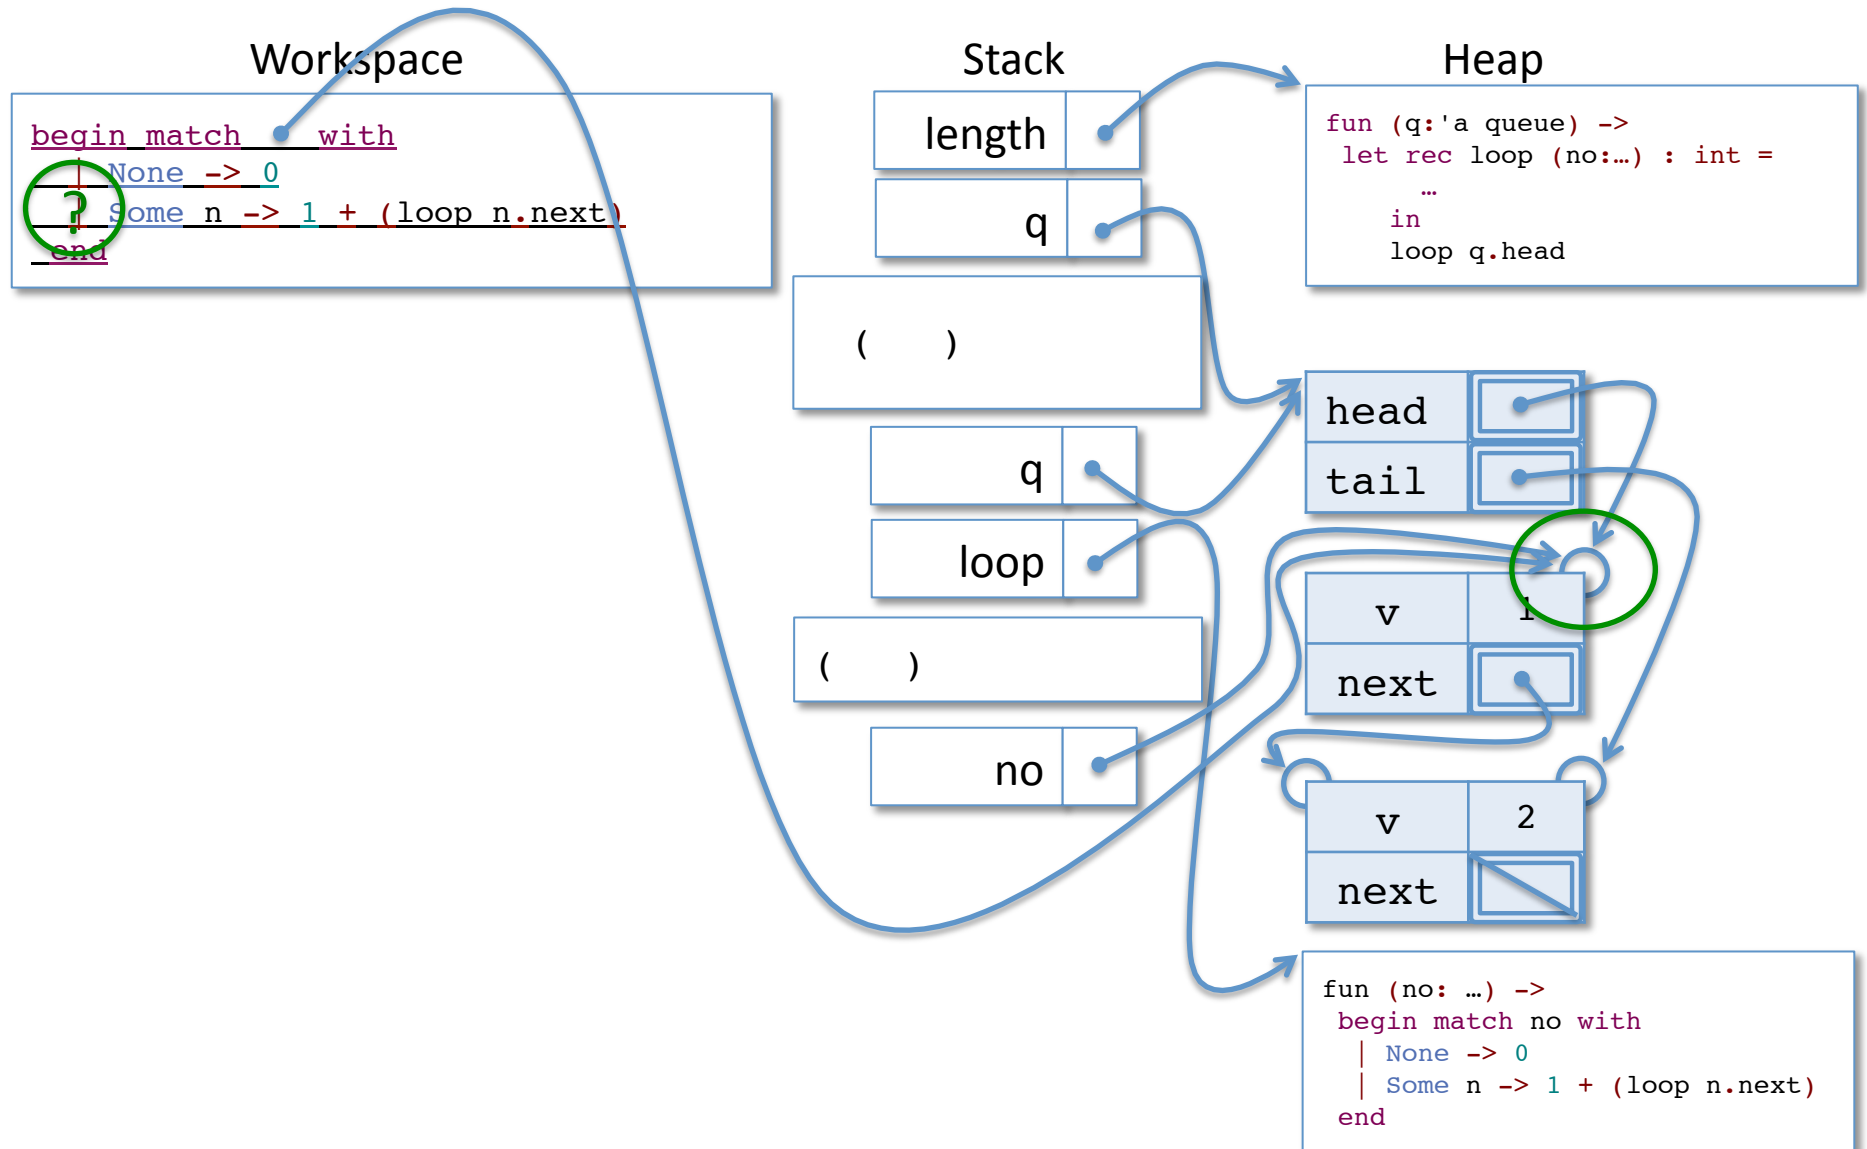 Workspace
begin match with
| None -> 0
? | Some n -> 1 + (loop n.next)
end
Stack
length
q
( )
q
loop
( )
no
Heap
fun (q:'a queue) ->
let rec loop (no:…) : int =
…
in
loop q.head
head
tail
v 1
next
v 2
next
fun (no: …) ->
begin match no with
| None -> 0
| Some n -> 1 + (loop n.next)
end